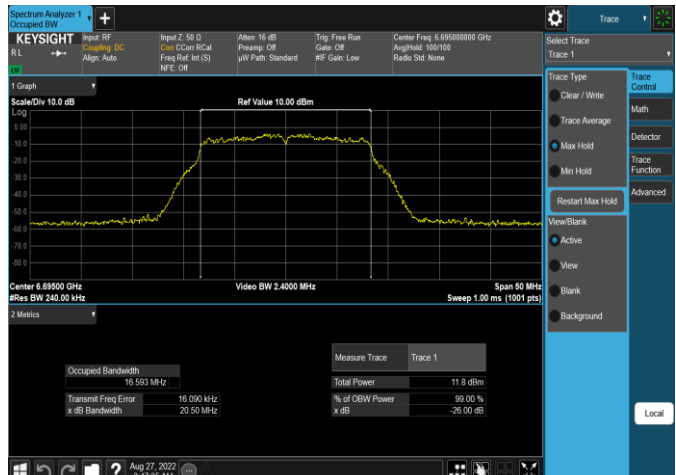 Spectrum Analyzer 1
Occupied BW
Trace
KEYSIGHT
RL
Input: RF
Coupling: DC
Align: Auto
Input Z: 50 Ω
Corr CCorr RCal
Freq Ref: Int (S)
NFE: Off
Atten: 16 dB
Preamp: Off
µW Path: Standard
Trig: Free Run
Gate: Off
#IF Gain: Low
Center Freq: 6.695000000 GHz
Avg|Hold: 100/100
Radio Std: None
Select Trace
Trace 1
1 Graph
Scale/Div 10.0 dB
Ref Value 10.00 dBm
Log
0.00
-10.0
-20.0
-30.0
-40.0
-50.0
-60.0
-70.0
-80.0
Center 6.69500 GHz
#Res BW 240.00 kHz
Video BW 2.4000 MHz
Span 50 MHz
Sweep 1.00 ms (1001 pts)
2 Metrics
Occupied Bandwidth
16.593 MHz
Transmit Freq Error 16.090 kHz
x dB Bandwidth 20.50 MHz
Measure Trace Trace 1
Total Power 11.8 dBm
% of OBW Power 99.00 %
x dB -26.00 dB
Trace Type
Clear / Write
Trace Average
Max Hold
Min Hold
Restart Max Hold
View/Blank
Active
View
Blank
Background
Trace Control
Math
Detector
Trace Function
Advanced
Local
Aug 27, 2022